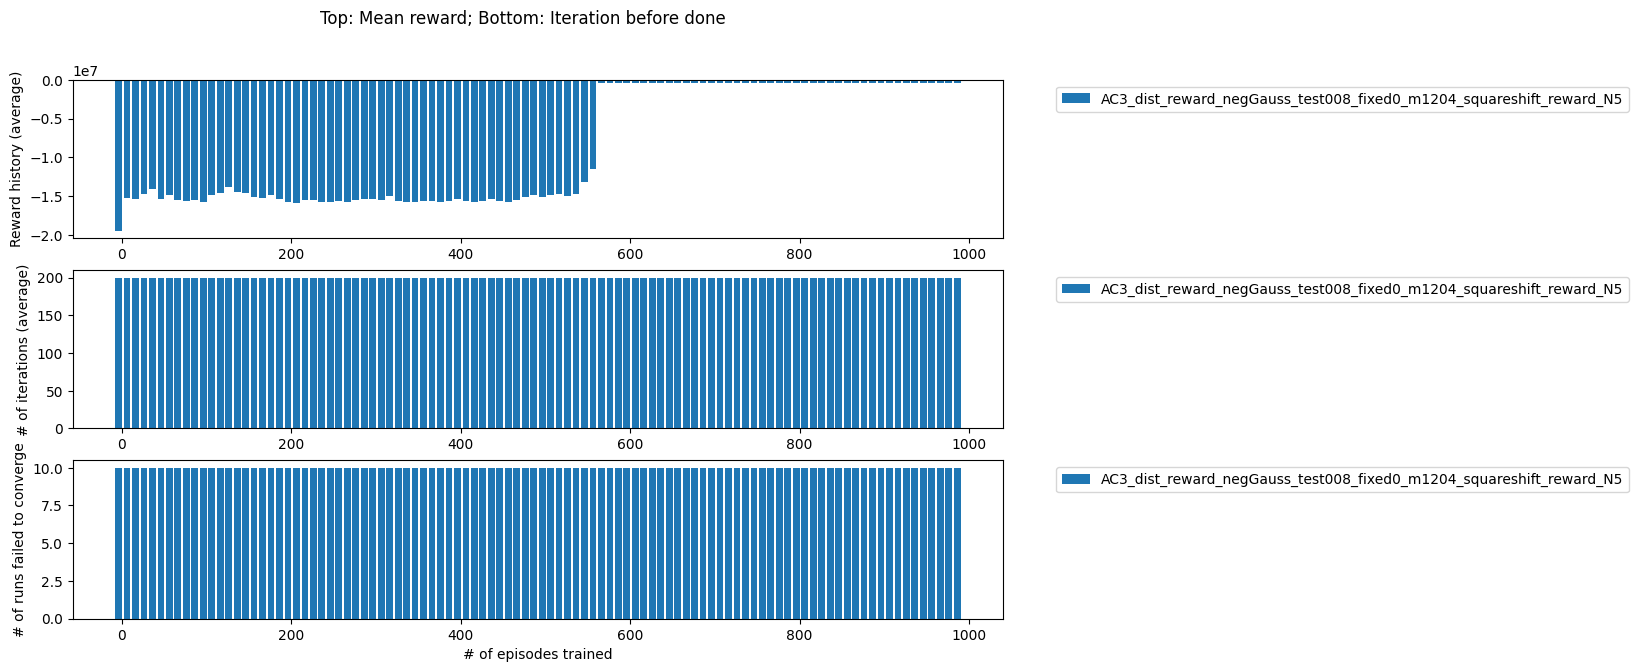 Top: Mean reward; Bottom: Iteration before done
1e7
Reward history (average)
0.0
−0.5
−1.0
−1.5
−2.0
0 200 400 600 800 1000
AC3_dist_reward_negGauss_test008_fixed0_m1204_squareshift_reward_N5
# of iterations (average)
200
150
100
50
0
0 200 400 600 800 1000
AC3_dist_reward_negGauss_test008_fixed0_m1204_squareshift_reward_N5
# of runs failed to converge
10.0
7.5
5.0
2.5
0.0
0 200 400 600 800 1000
# of episodes trained
AC3_dist_reward_negGauss_test008_fixed0_m1204_squareshift_reward_N5